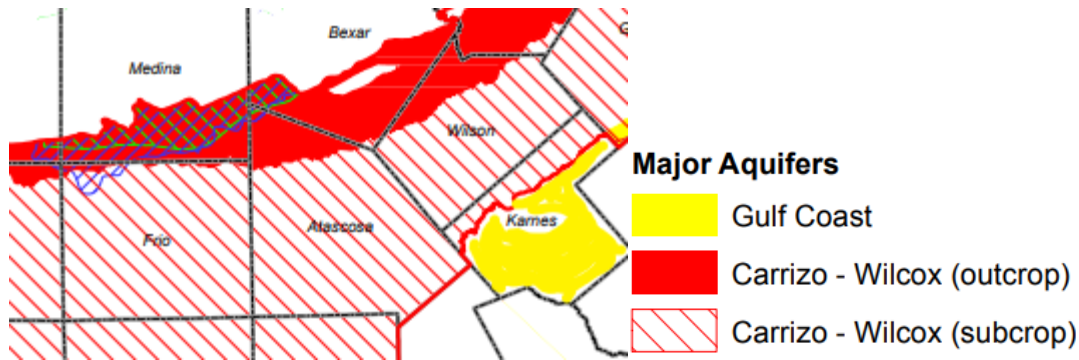 Bexar
Medina
Wilson
Karnes
Atascosa
Frio
Major Aquifers
Gulf Coast
Carrizo - Wilcox (outcrop)
Carrizo - Wilcox (subcrop)